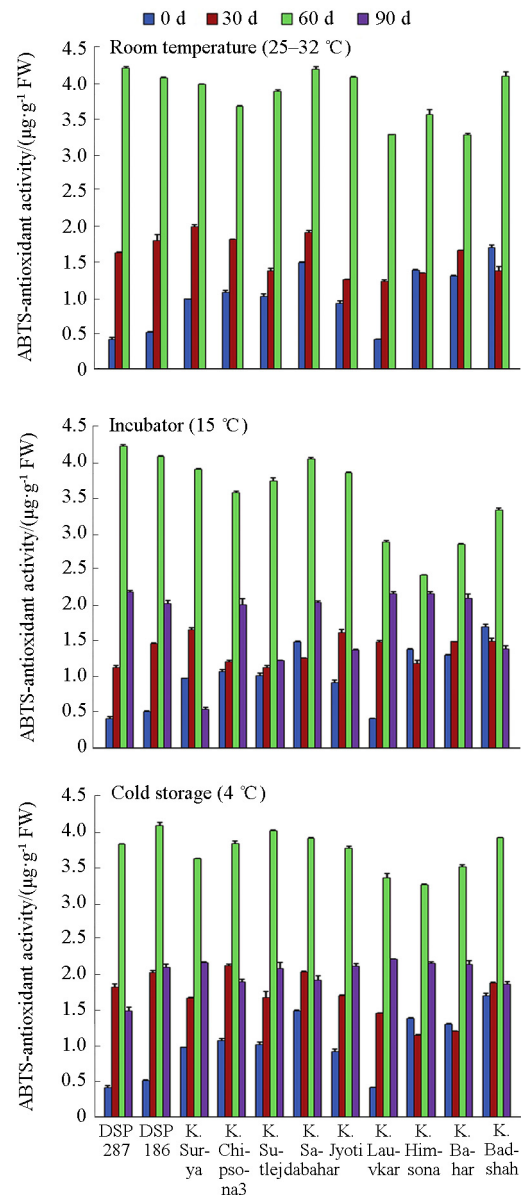 0 d 30 d 60 d 90 d
Room temperature (25–32 ℃)
ABTS-antioxidant activity/(μg·g-1 FW)
4.5
4.0
3.5
3.0
2.5
2.0
1.5
1.0
0.5
0
Incubator (15 ℃)
ABTS-antioxidant activity/(μg·g-1 FW)
4.5
4.0
3.5
3.0
2.5
2.0
1.5
1.0
0.5
0
Cold storage (4 ℃)
ABTS-antioxidant activity/(μg·g-1 FW)
4.5
4.0
3.5
3.0
2.5
2.0
1.5
1.0
0.5
0
DSP DSP K. K. K. K. K. K. K. K. K.
287 186 Sur- Chi- Su- Sa- Jyoti Lau- Him- Ba- Bad-
ya pso- tlej dabahar vkar sona har shah
na3